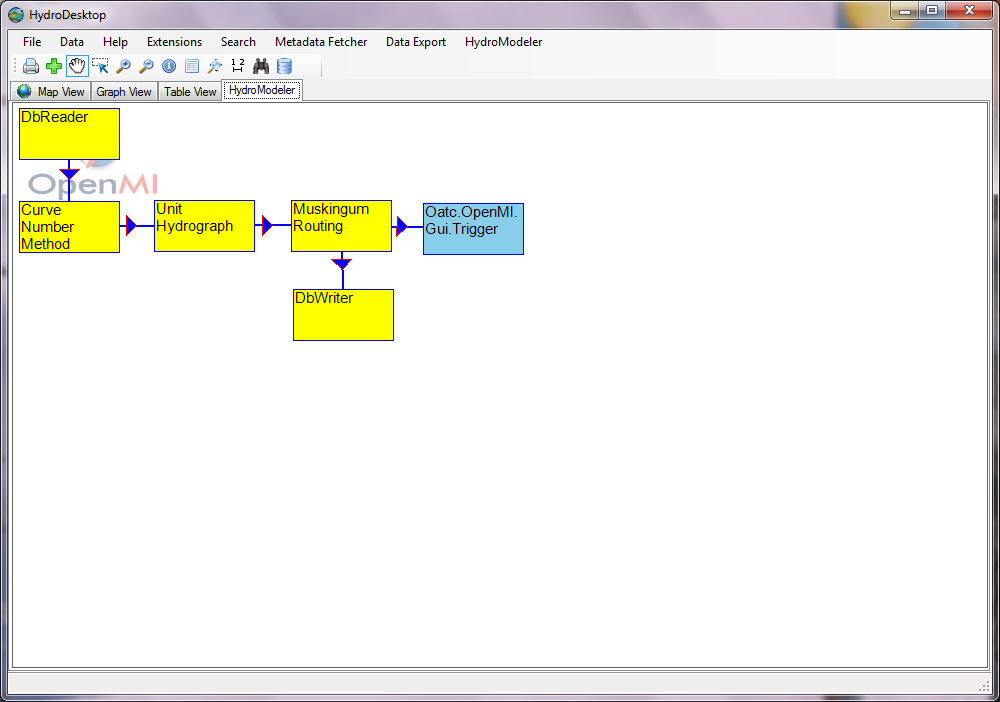 HydroDesktop
File Data Help Extensions Search Metadata Fetcher Data Export HydroModeler
1 2
Map View Graph View Table View HydroModeler
DbReader
OpenMI
Curve
Number
Method
Unit
Hydrograph
Muskingum
Routing
Oatc.OpenMI.
Gui.Trigger
DbWriter